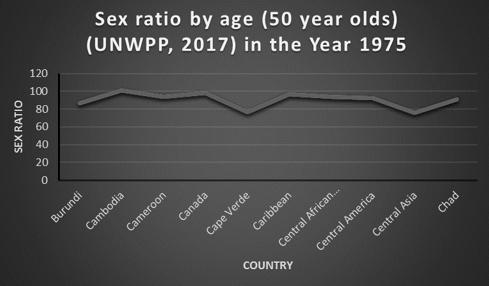 Sex ratio by age (50 year olds)
(UNWPP, 2017) in the Year 1975
120
100
80
60
40
20
0
SEX RATIO
Burundi
Cambodia
Cameroon
Canada
Cape Verde
Caribbean
Central African...
Central America
Central Asia
Chad
COUNTRY